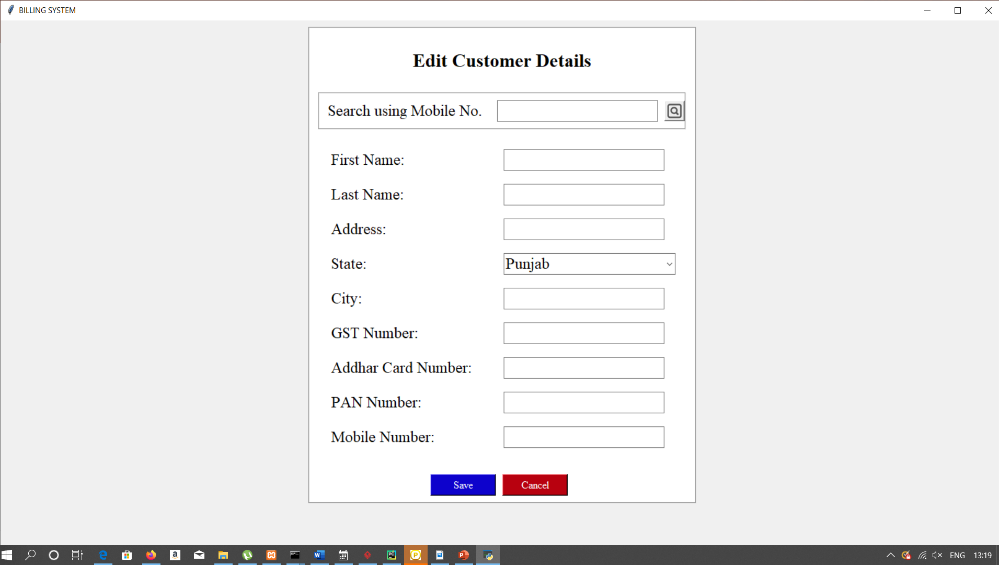 BILLING SYSTEM
Edit Customer Details
Search using Mobile No.
First Name:
Last Name:
Address:
State: Punjab
City:
GST Number:
Addhar Card Number:
PAN Number:
Mobile Number:
Save Cancel
ENG 13:19